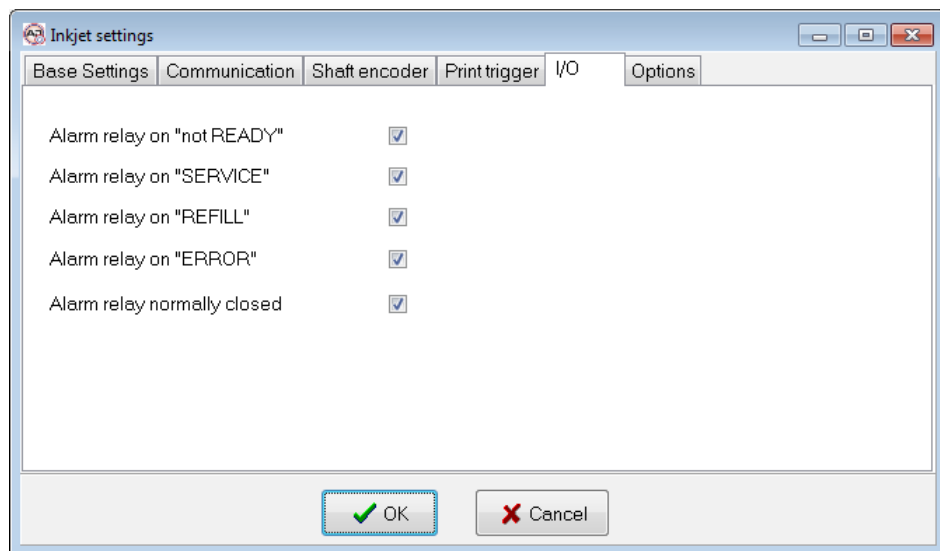 Inkjet settings
Base Settings Communication Shaft encoder Print trigger I/O Options
Alarm relay on "not READY"
Alarm relay on "SERVICE"
Alarm relay on "REFILL"
Alarm relay on "ERROR"
Alarm relay normally closed
OK Cancel